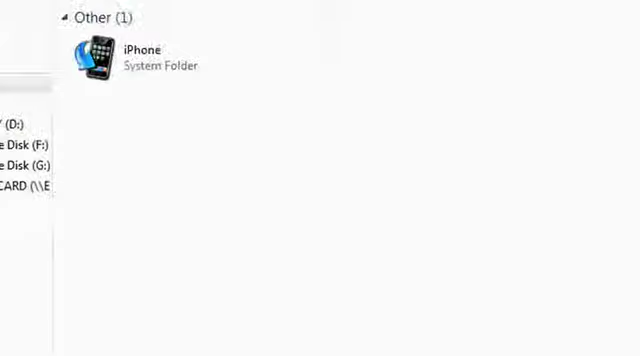 Other (1)
iPhone
System Folder
(D:)
e Disk (F:)
e Disk (G:)
CARD (\\E